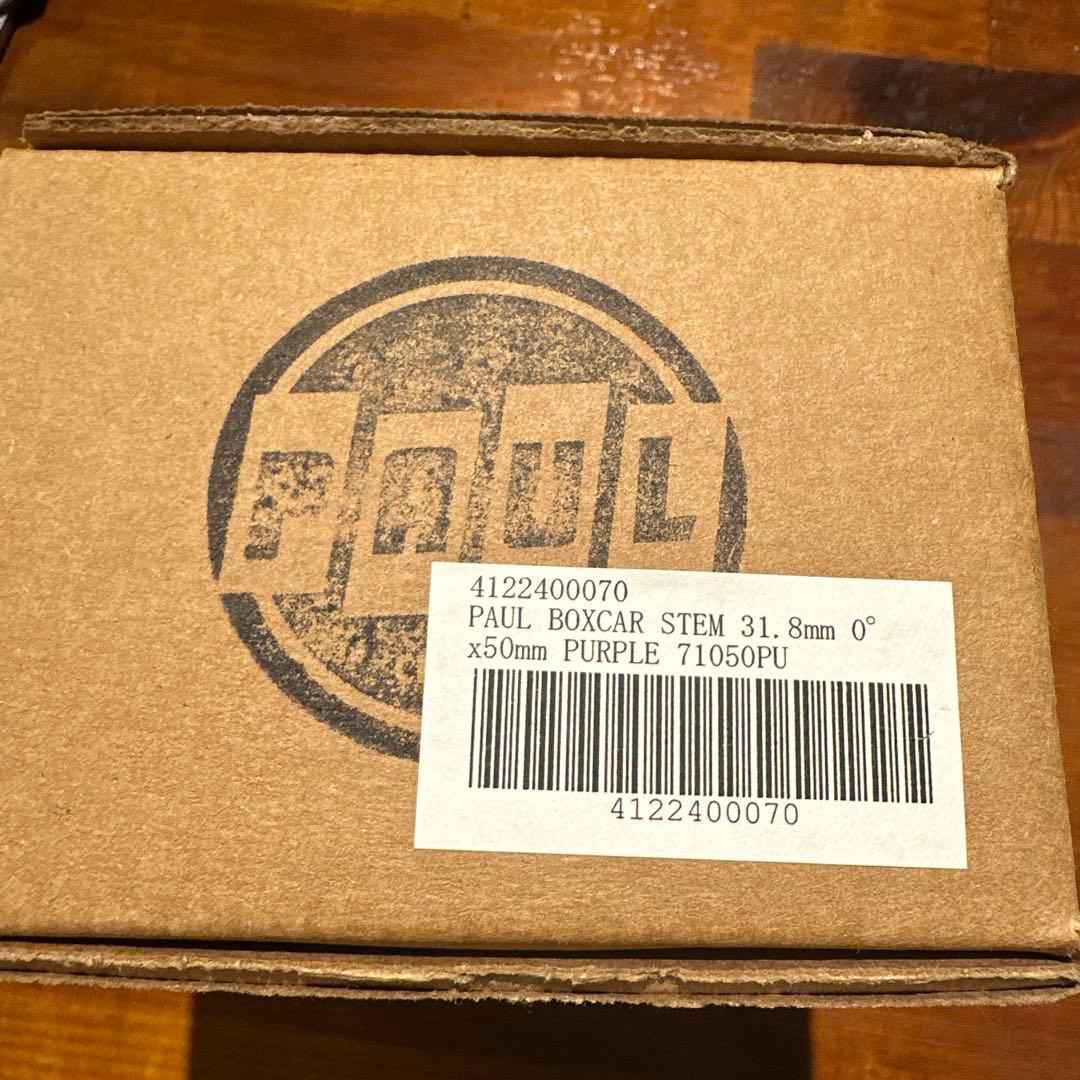 PAUL
4122400070
PAUL BOXCAR STEM 31.8mm 0°
x50mm PURPLE 71050PU
4122400070